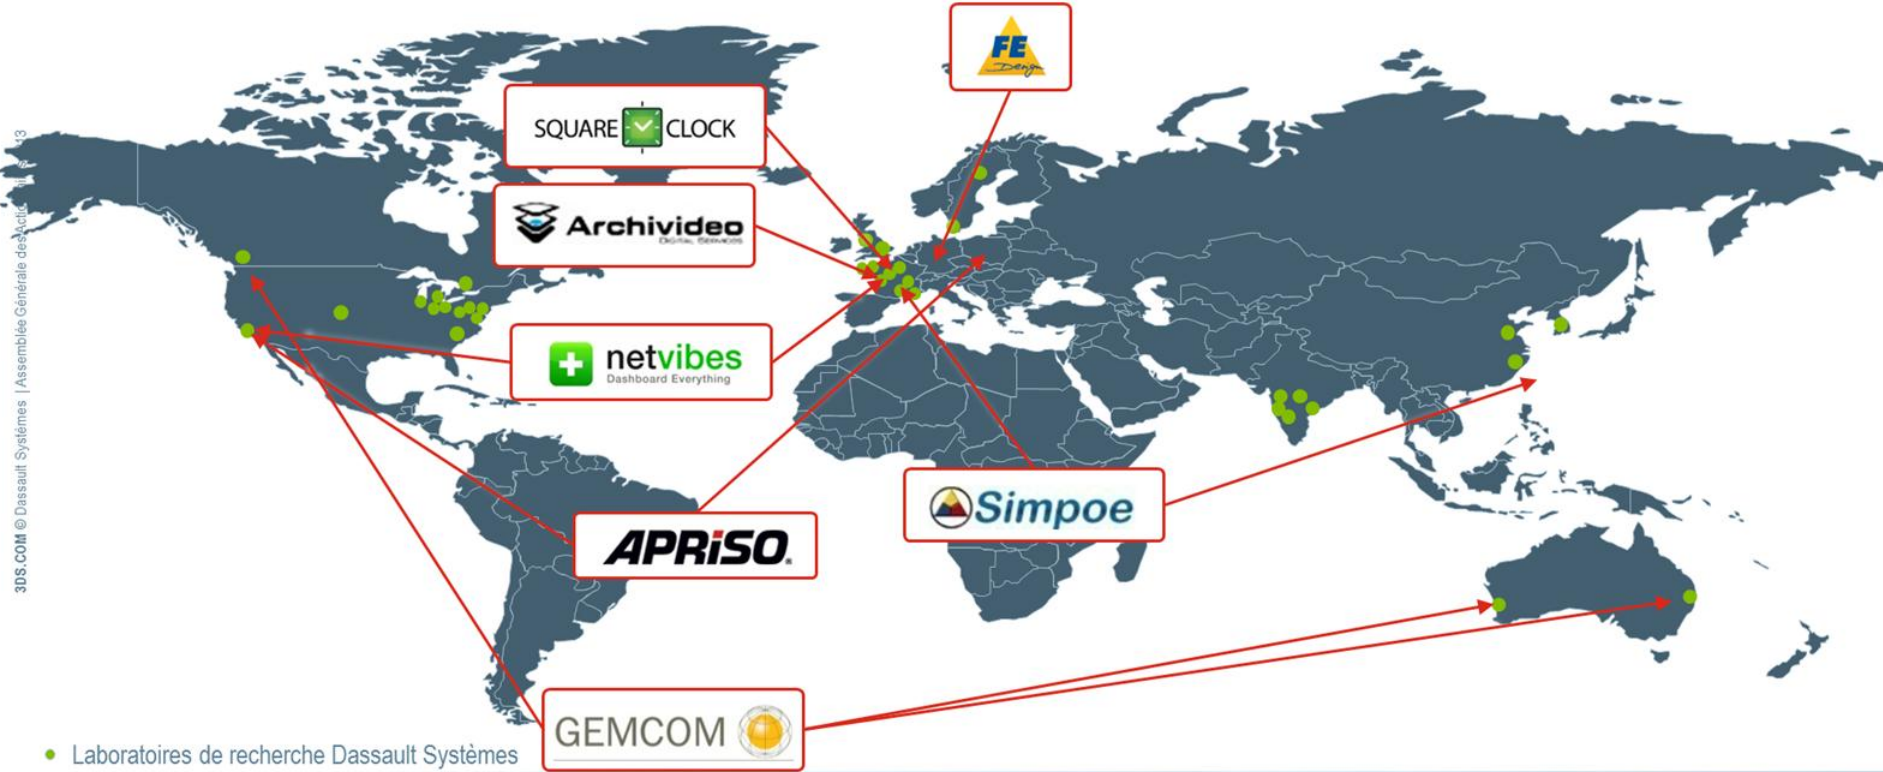 FE
Design
SQUARE CLOCK
Archivideo
DIGITAL SERVICES
netvibes
Dashboard Everything
Simpoe
APRiSO
GEMCOM
Laboratoires de recherche Dassault Systèmes
3DS.COM © Dassault Systèmes | Assemblée Générale des